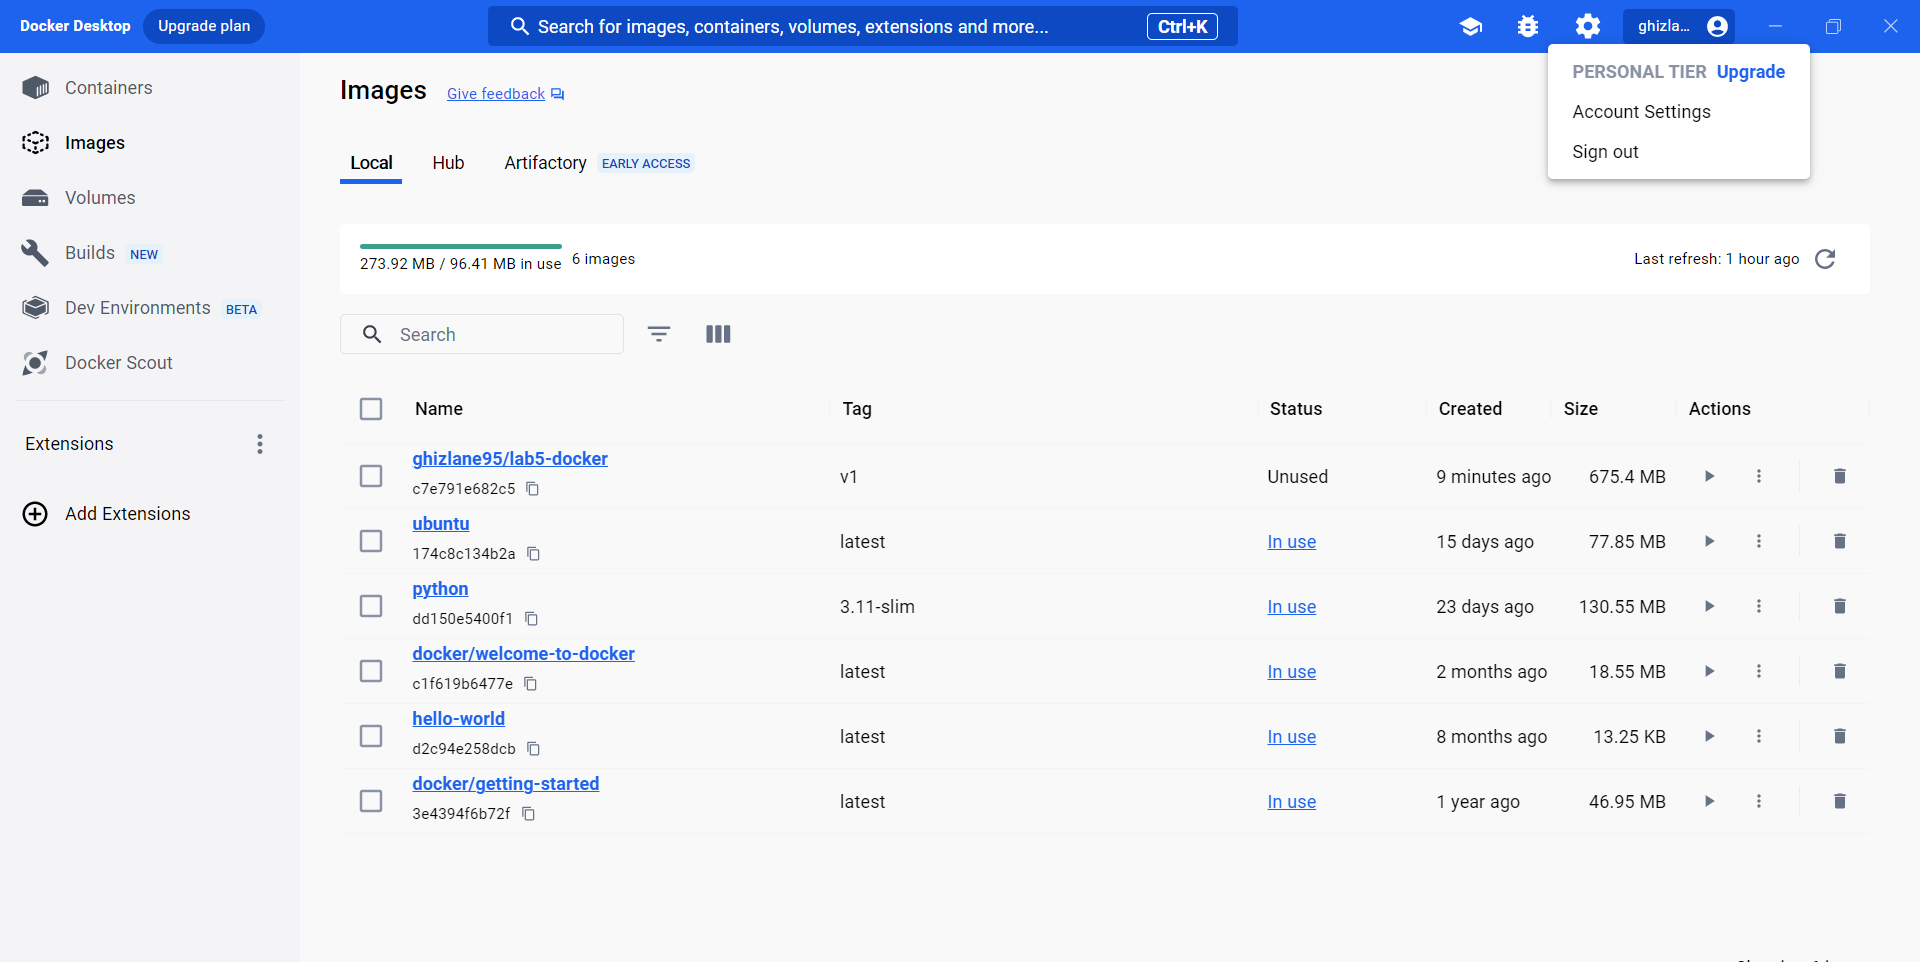 Docker Desktop Upgrade plan Search for images, containers, volumes, extensions and more... Ctrl+K ghizla...
PERSONAL TIER Upgrade
Account Settings
Sign out
Containers
Images
Volumes
Builds NEW
Dev Environments BETA
Docker Scout
Extensions
Add Extensions
Images Give feedback
Local Hub Artifactory EARLY ACCESS
273.92 MB / 96.41 MB in use 6 images Last refresh: 1 hour ago
Search
Name Tag Status Created Size Actions
ghizlane95/lab5-docker
c7e791e682c5
v1 Unused 9 minutes ago 675.4 MB
ubuntu
174c8c134b2a
latest In use 15 days ago 77.85 MB
python
dd150e5400f1
3.11-slim In use 23 days ago 130.55 MB
docker/welcome-to-docker
c1f619b6477e
latest In use 2 months ago 18.55 MB
hello-world
d2c94e258dcb
latest In use 8 months ago 13.25 KB
docker/getting-started
3e4394f6b72f
latest In use 1 year ago 46.95 MB